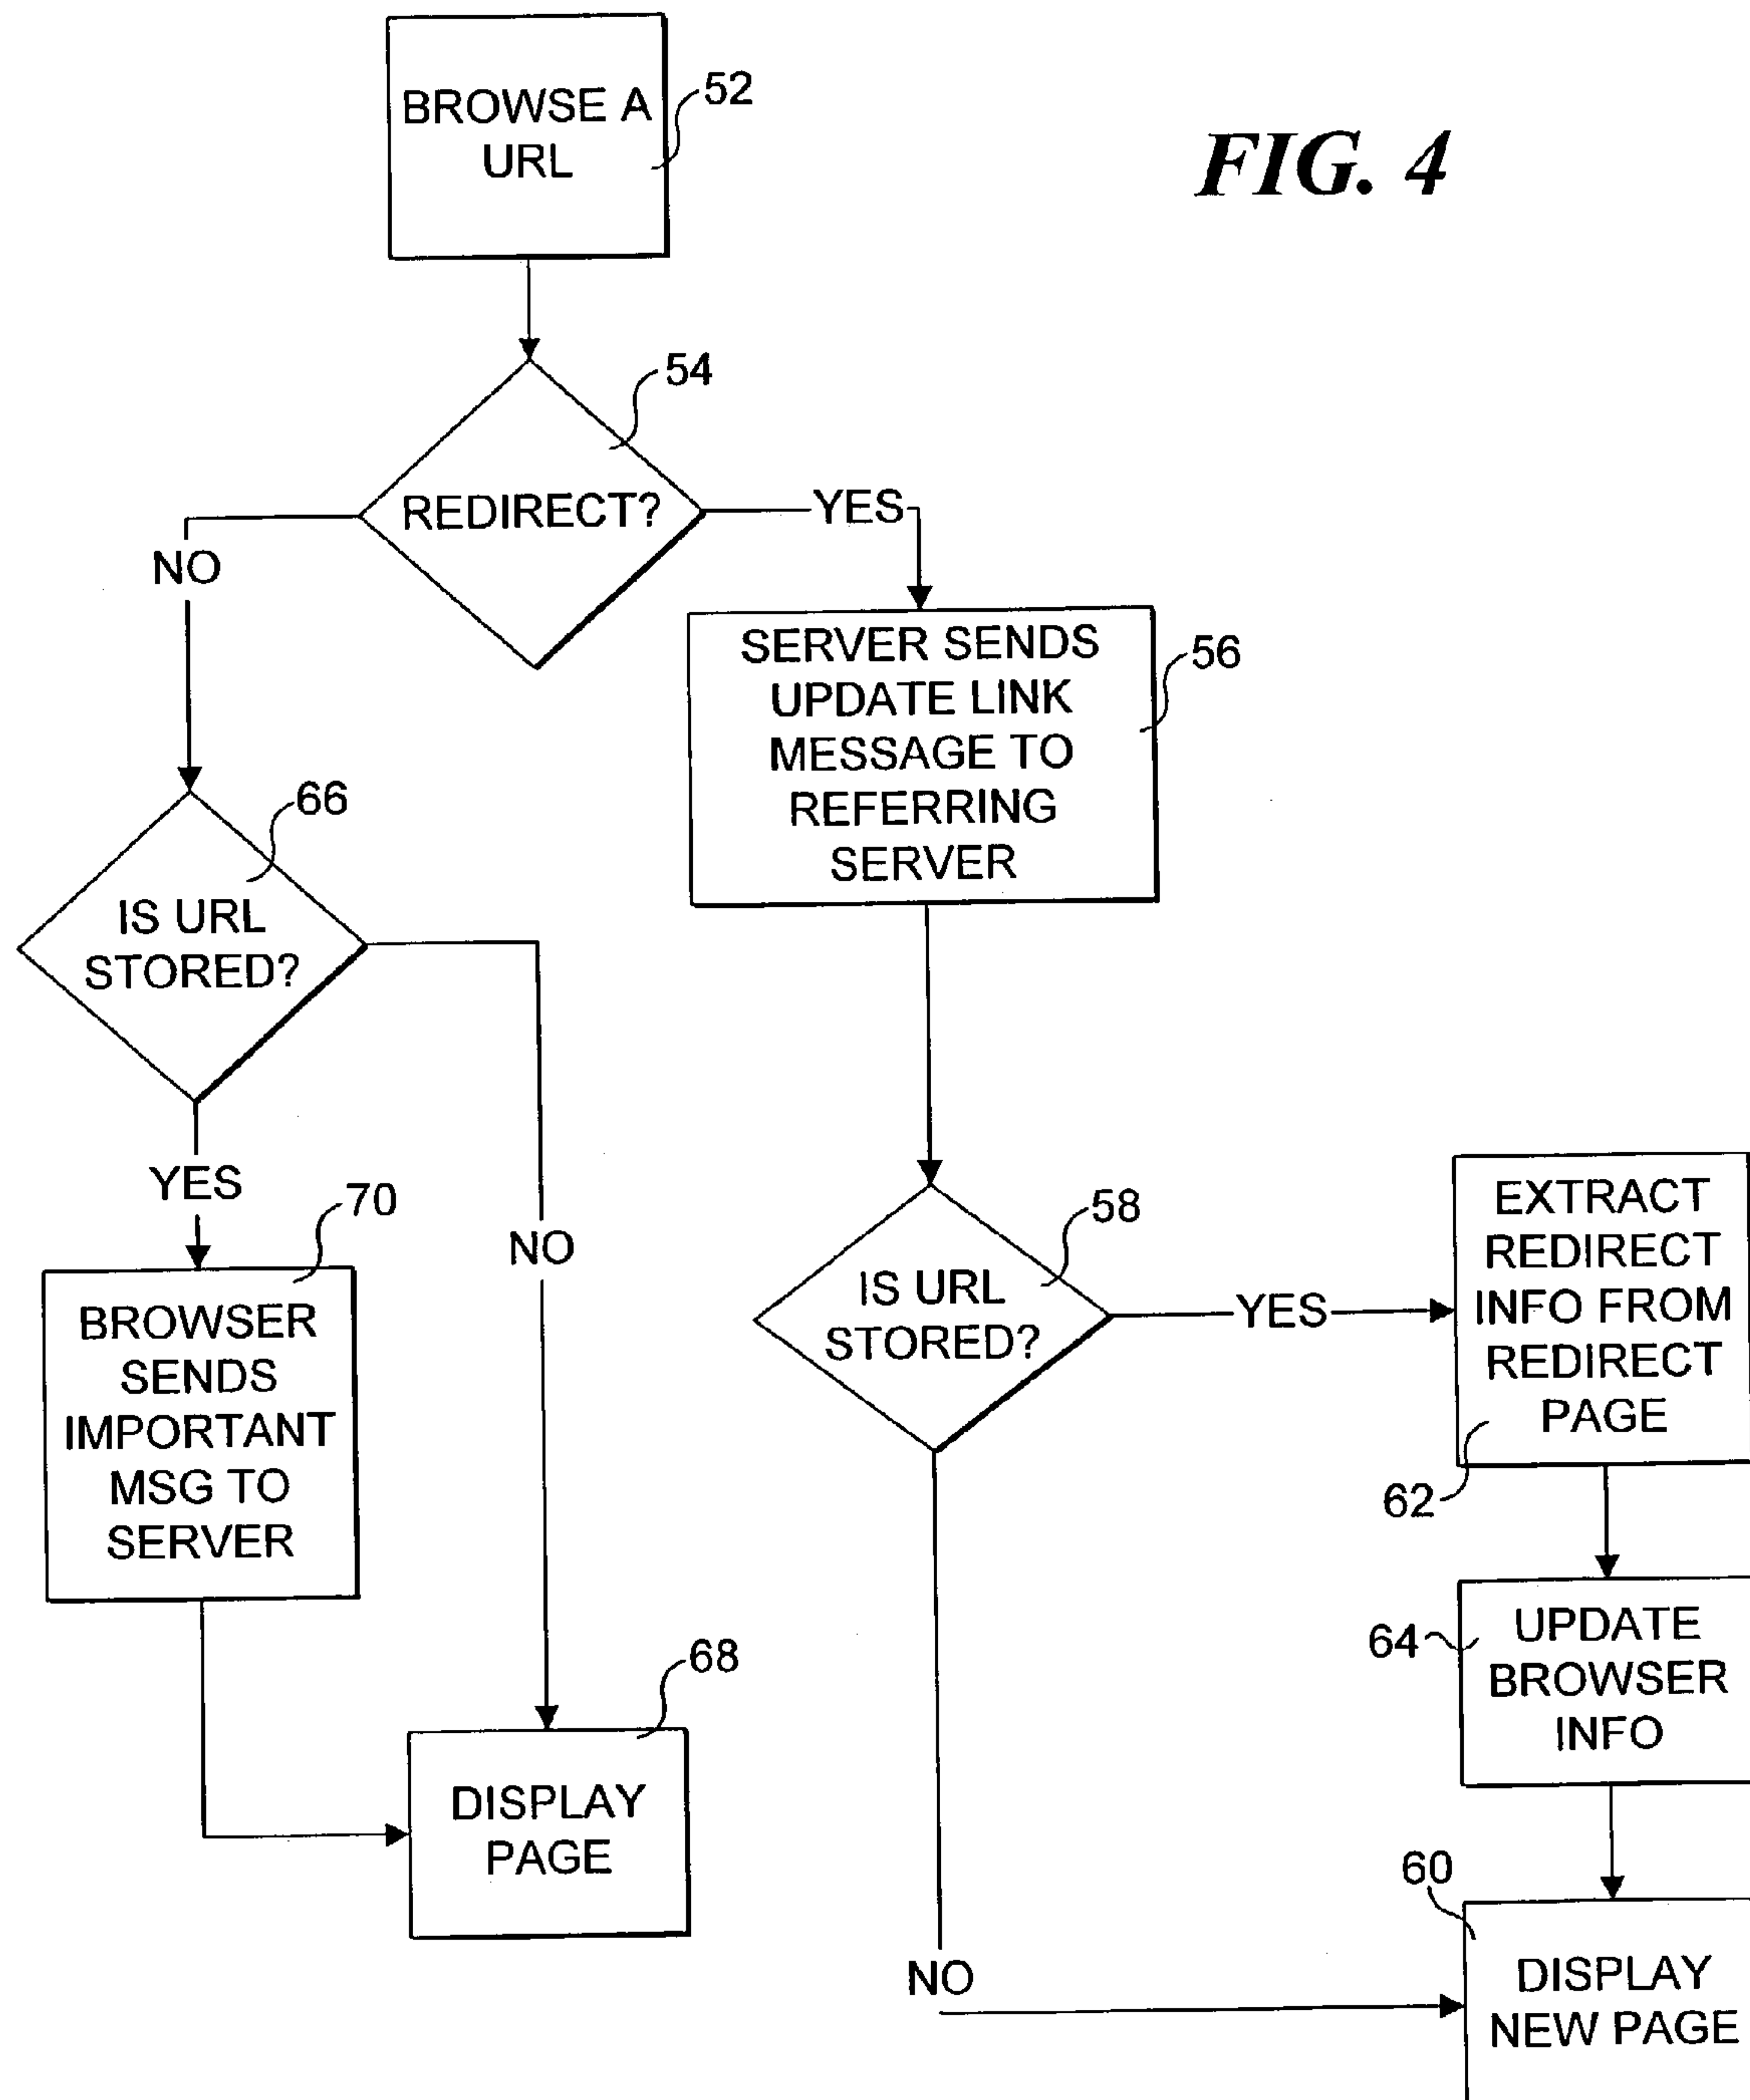 BROWSE A
URL
52
FIG. 4
54
REDIRECT?
YES
NO
SERVER SENDS
UPDATE LINK
MESSAGE TO
REFERRING
SERVER
56
66
IS URL
STORED?
YES
NO
70
BROWSER
SENDS
IMPORTANT
MSG TO
SERVER
68
DISPLAY
PAGE
58
IS URL
STORED?
YES
NO
EXTRACT
REDIRECT
INFO FROM
REDIRECT
PAGE
62
64
UPDATE
BROWSER
INFO
60
DISPLAY
NEW PAGE